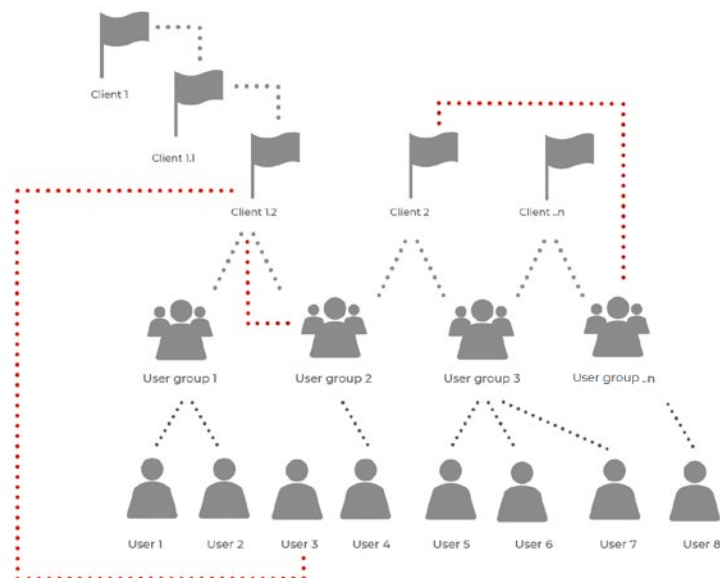 Client 1
Client 1.1
Client 1.2
Client 2
Client ..n
User group 1
User group 2
User group 3
User group ..n
User 1
User 2
User 3
User 4
User 5
User 6
User 7
User 8